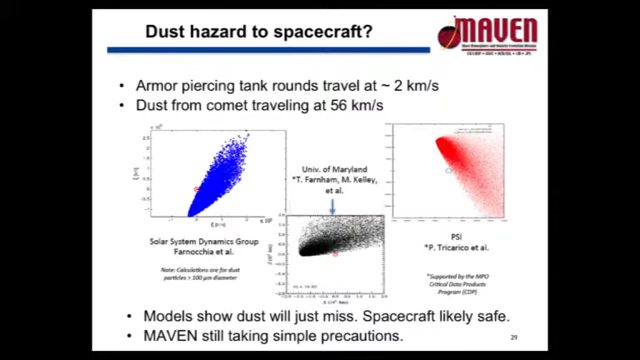 Dust hazard to spacecraft?
MAVEN
• Armor piercing tank rounds travel at ~ 2 km/s
• Dust from comet traveling at 56 km/s
Univ. of Maryland
*T. Farnham, M. Kelley,
et al.
Solar System Dynamics Group
Farnocchia et al.
Note: Calculations are for dust
particles > 100 μm diameter
PSI
*P. Tricarico et al.
*Supported by the MPO
Critical Data Products
Program (CDP)
• Models show dust will just miss. Spacecraft likely safe.
• MAVEN still taking simple precautions.
29